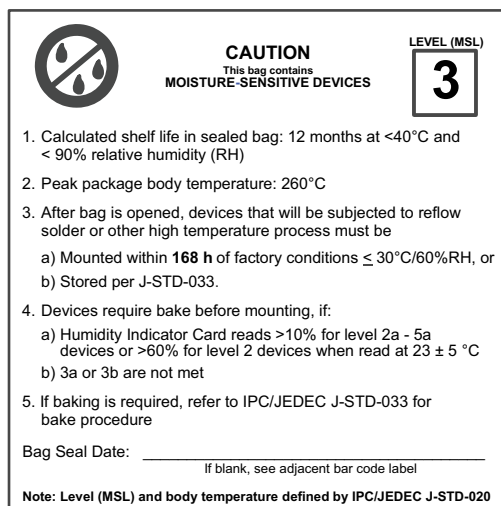 CAUTION
This bag contains
MOISTURE-SENSITIVE DEVICES
LEVEL (MSL)
3
1. Calculated shelf life in sealed bag: 12 months at <40°C and
< 90% relative humidity (RH)
2. Peak package body temperature: 260°C
3. After bag is opened, devices that will be subjected to reflow
solder or other high temperature process must be
a) Mounted within 168 h of factory conditions ≤ 30°C/60%RH, or
b) Stored per J-STD-033.
4. Devices require bake before mounting, if:
a) Humidity Indicator Card reads >10% for level 2a - 5a
devices or >60% for level 2 devices when read at 23 ± 5 °C
b) 3a or 3b are not met
5. If baking is required, refer to IPC/JEDEC J-STD-033 for
bake procedure
Bag Seal Date: ______________________________
If blank, see adjacent bar code label
Note: Level (MSL) and body temperature defined by IPC/JEDEC J-STD-020